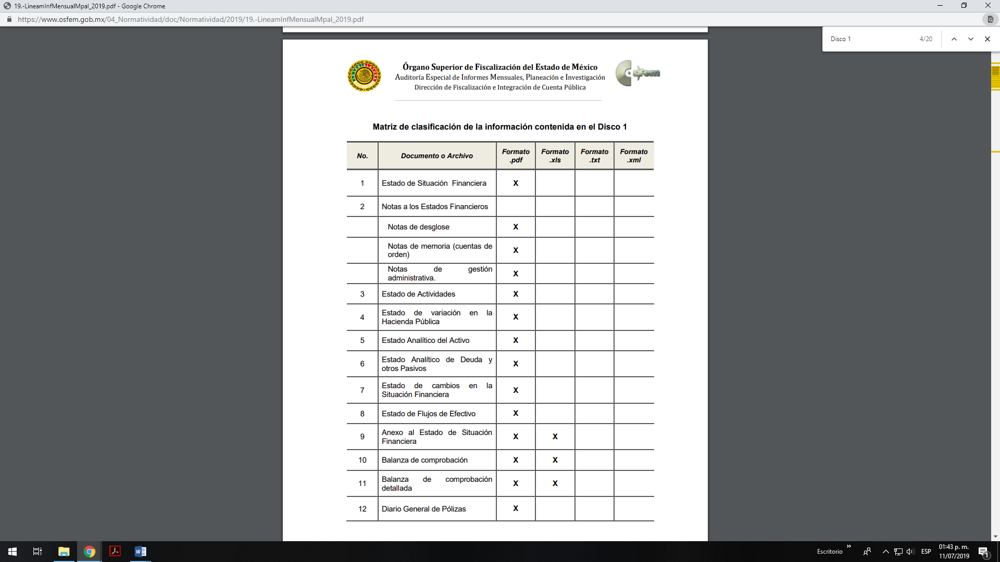 19.-LineamInfMensualMpal_2019.pdf - Google Chrome
https://www.osfem.gob.mx/04_Normatividad/doc/Normatividad/2019/19.-LineamInfMensualMpal_2019.pdf
Disco 1 4/20
Órgano Superior de Fiscalización del Estado de México
Auditoría Especial de Informes Mensuales, Planeación e Investigación
Dirección de Fiscalización e Integración de Cuenta Pública
osfem
Matriz de clasificación de la información contenida en el Disco 1
No. Documento o Archivo Formato .pdf Formato .xls Formato .txt Formato .xml
1 Estado de Situación Financiera X
2 Notas a los Estados Financieros
Notas de desglose X
Notas de memoria (cuentas de
orden) X
Notas de gestión
administrativa. X
3 Estado de Actividades X
4 Estado de variación en la
Hacienda Pública X
5 Estado Analítico del Activo X
6 Estado Analítico de Deuda y
otros Pasivos X
7 Estado de cambios en la
Situación Financiera X
8 Estado de Flujos de Efectivo X
9 Anexo al Estado de Situación
Financiera X X
10 Balanza de comprobación X X
11 Balanza de comprobación
detallada X X
12 Diario General de Pólizas X
Escritorio » ESP 01:43 p. m.
11/07/2019 1